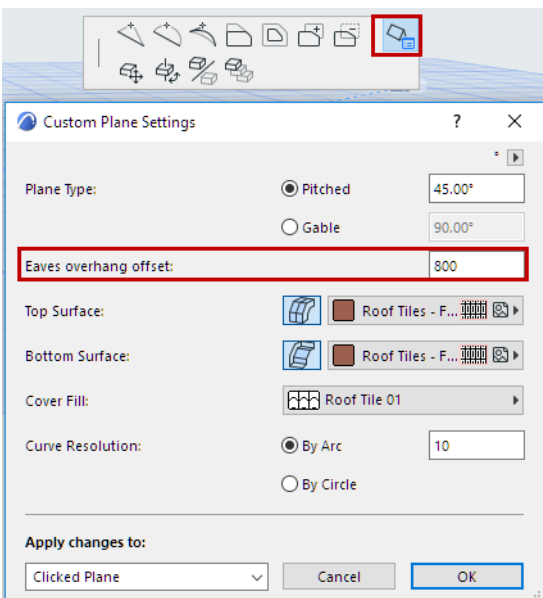 Custom Plane Settings ?
°
Plane Type: Pitched 45.00°
Gable 90.00°
Eaves overhang offset: 800
Top Surface: Roof Tiles - F...
Bottom Surface: Roof Tiles - F...
Cover Fill: Roof Tile 01
Curve Resolution: By Arc 10
By Circle
Apply changes to:
Clicked Plane Cancel OK